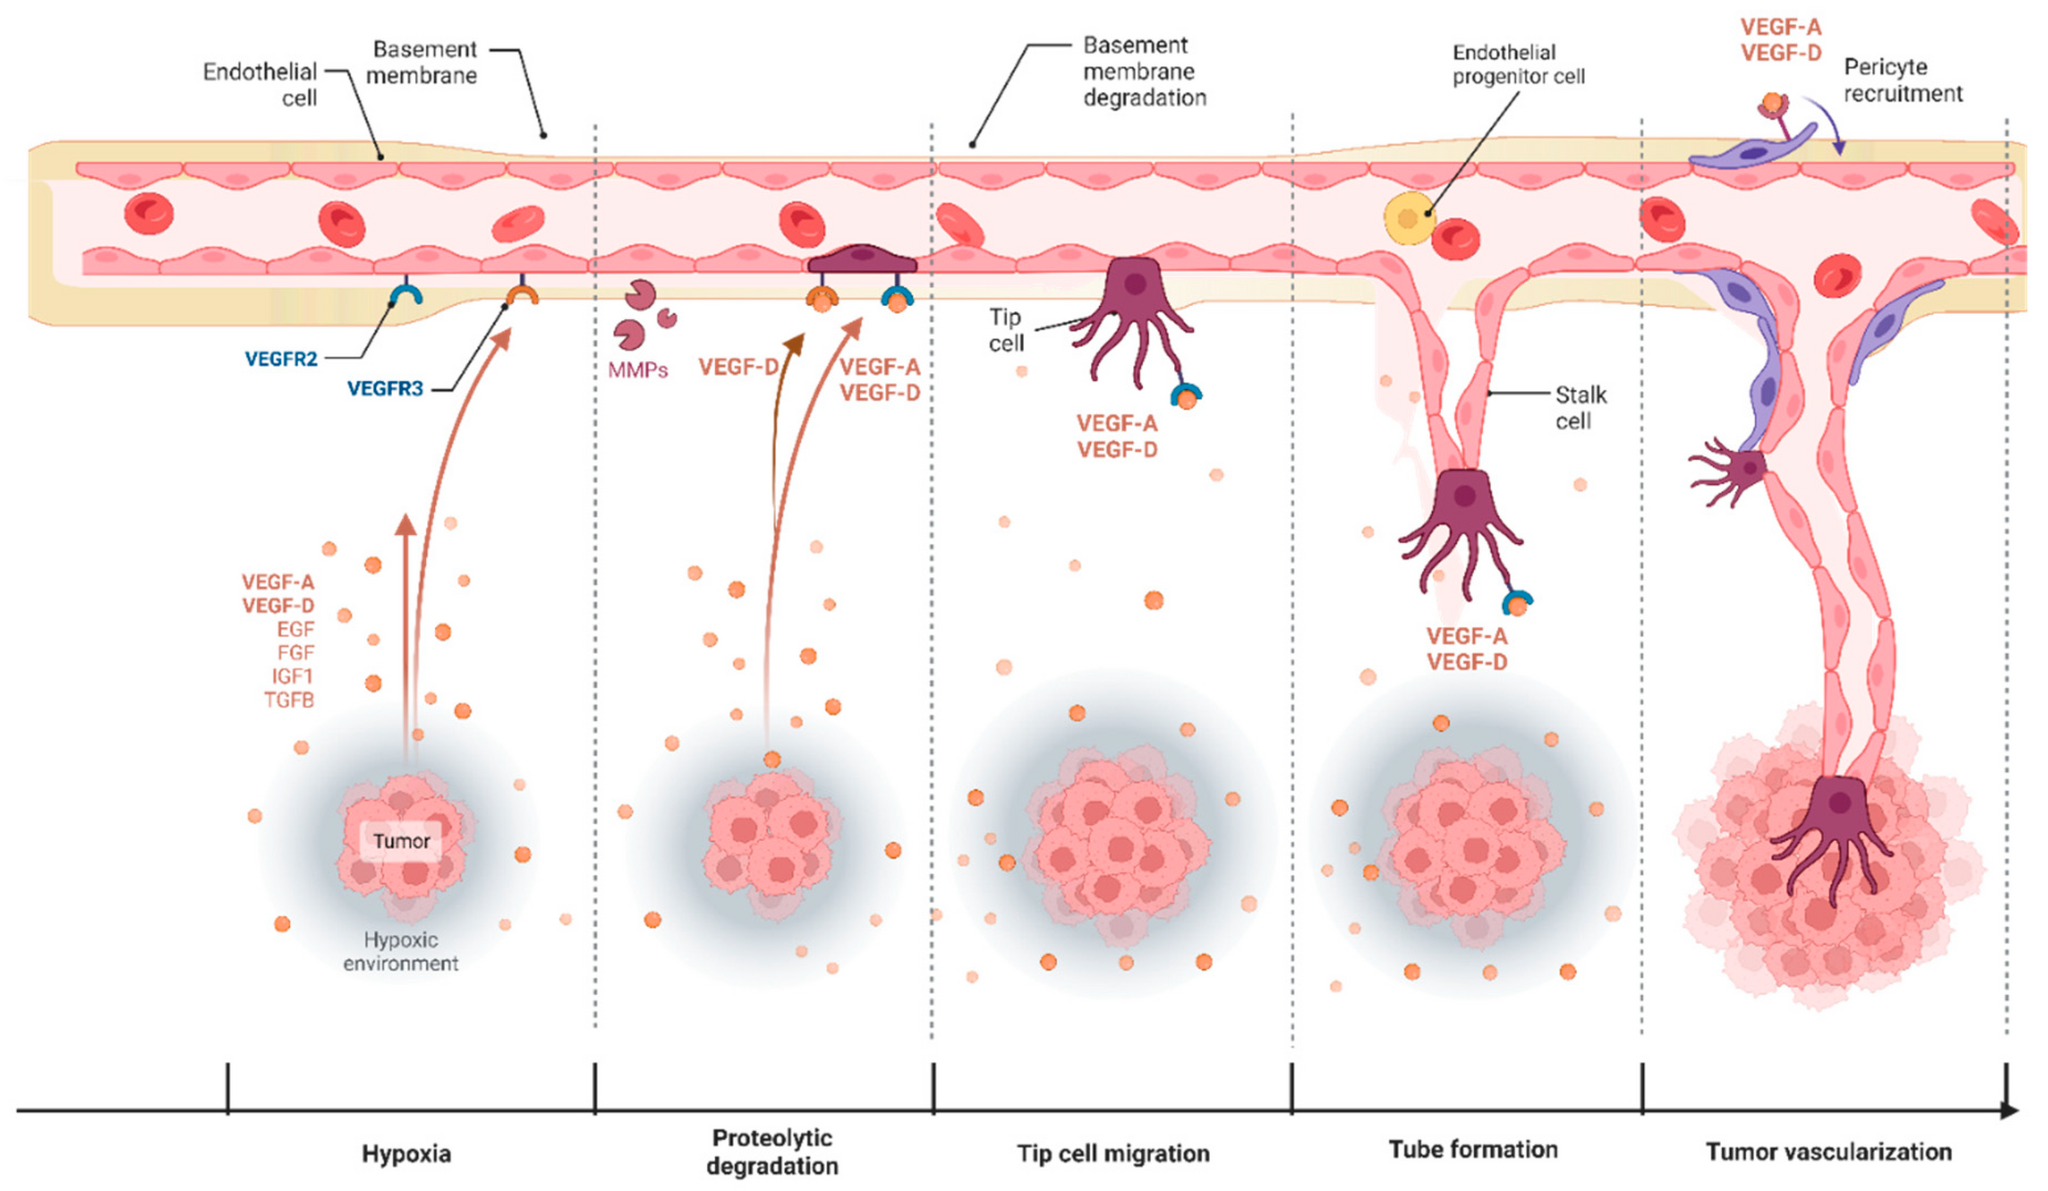 Endothelial
cell
Basement
membrane
VEGFR2
VEGFR3
VEGF-A
VEGF-D
EGF
FGF
IGF1
TGFB
Tumor
Hypoxic
environment
MMPs
VEGF-D
VEGF-A
VEGF-D
Basement
membrane
degradation
Tip
cell
VEGF-A
VEGF-D
Endothelial
progenitor cell
Stalk
cell
VEGF-A
VEGF-D
VEGF-A
VEGF-D
Pericyte
recruitment
Hypoxia
Proteolytic
degradation
Tip cell migration
Tube formation
Tumor vascularization